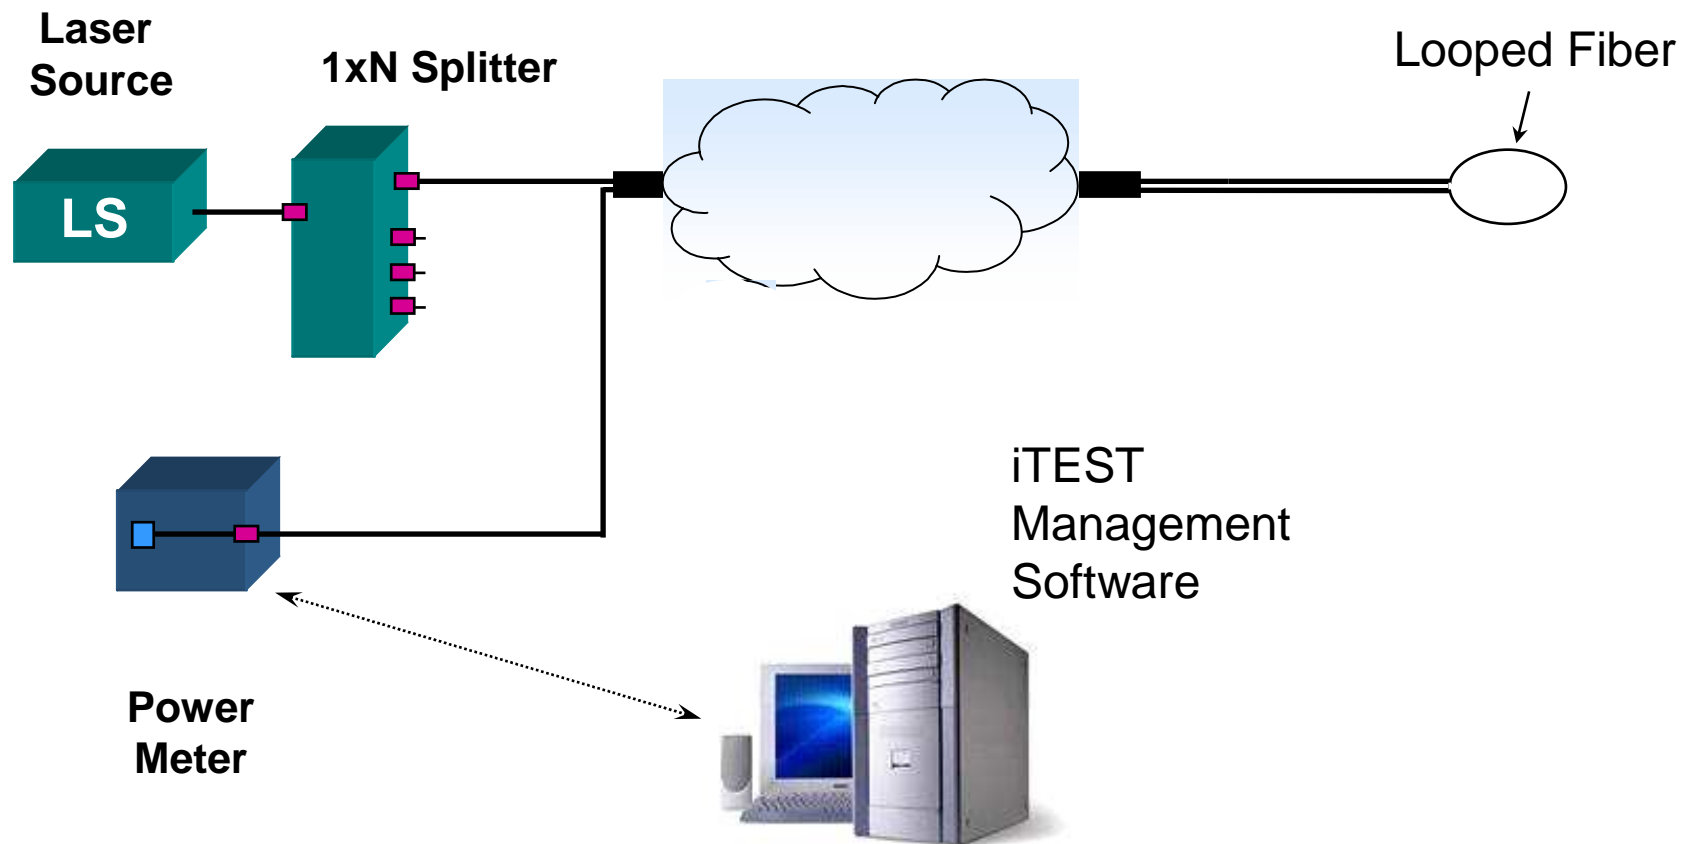 Laser
Source
1xN Splitter
Looped Fiber
LS
iTEST
Management
Software
Power
Meter